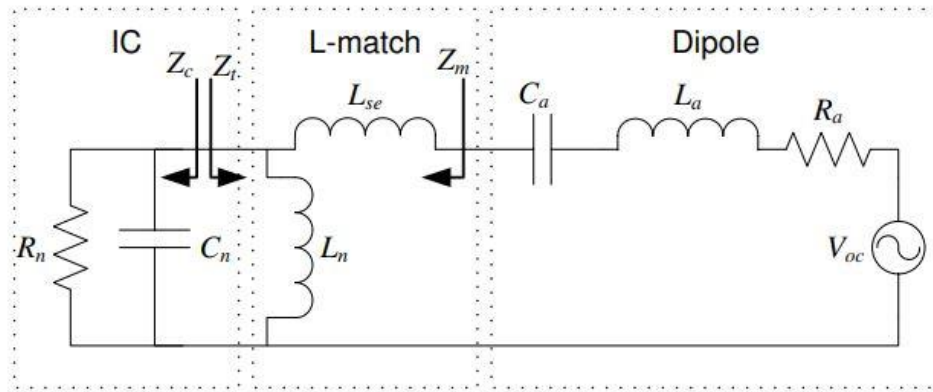 IC
L-match
Dipole
Z_c
Z_t
Z_m
L_se
C_a
L_a
R_a
R_n
C_n
L_n
V_oc